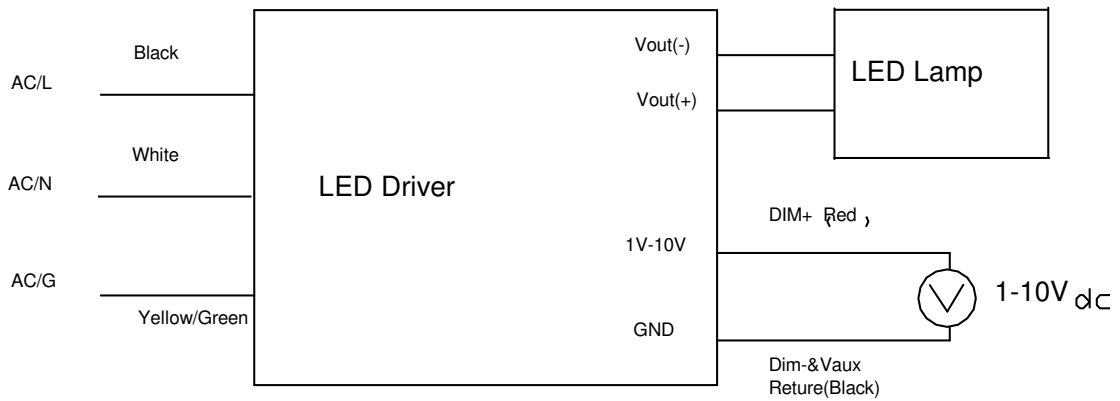 Black
AC/L
White
AC/N
AC/G
Yellow/Green
LED Driver
Vout(-)
Vout(+)
LED Lamp
DIM+ (Red )
1V-10V
V
1-10V dc
GND
Dim-&Vaux
Reture(Black)